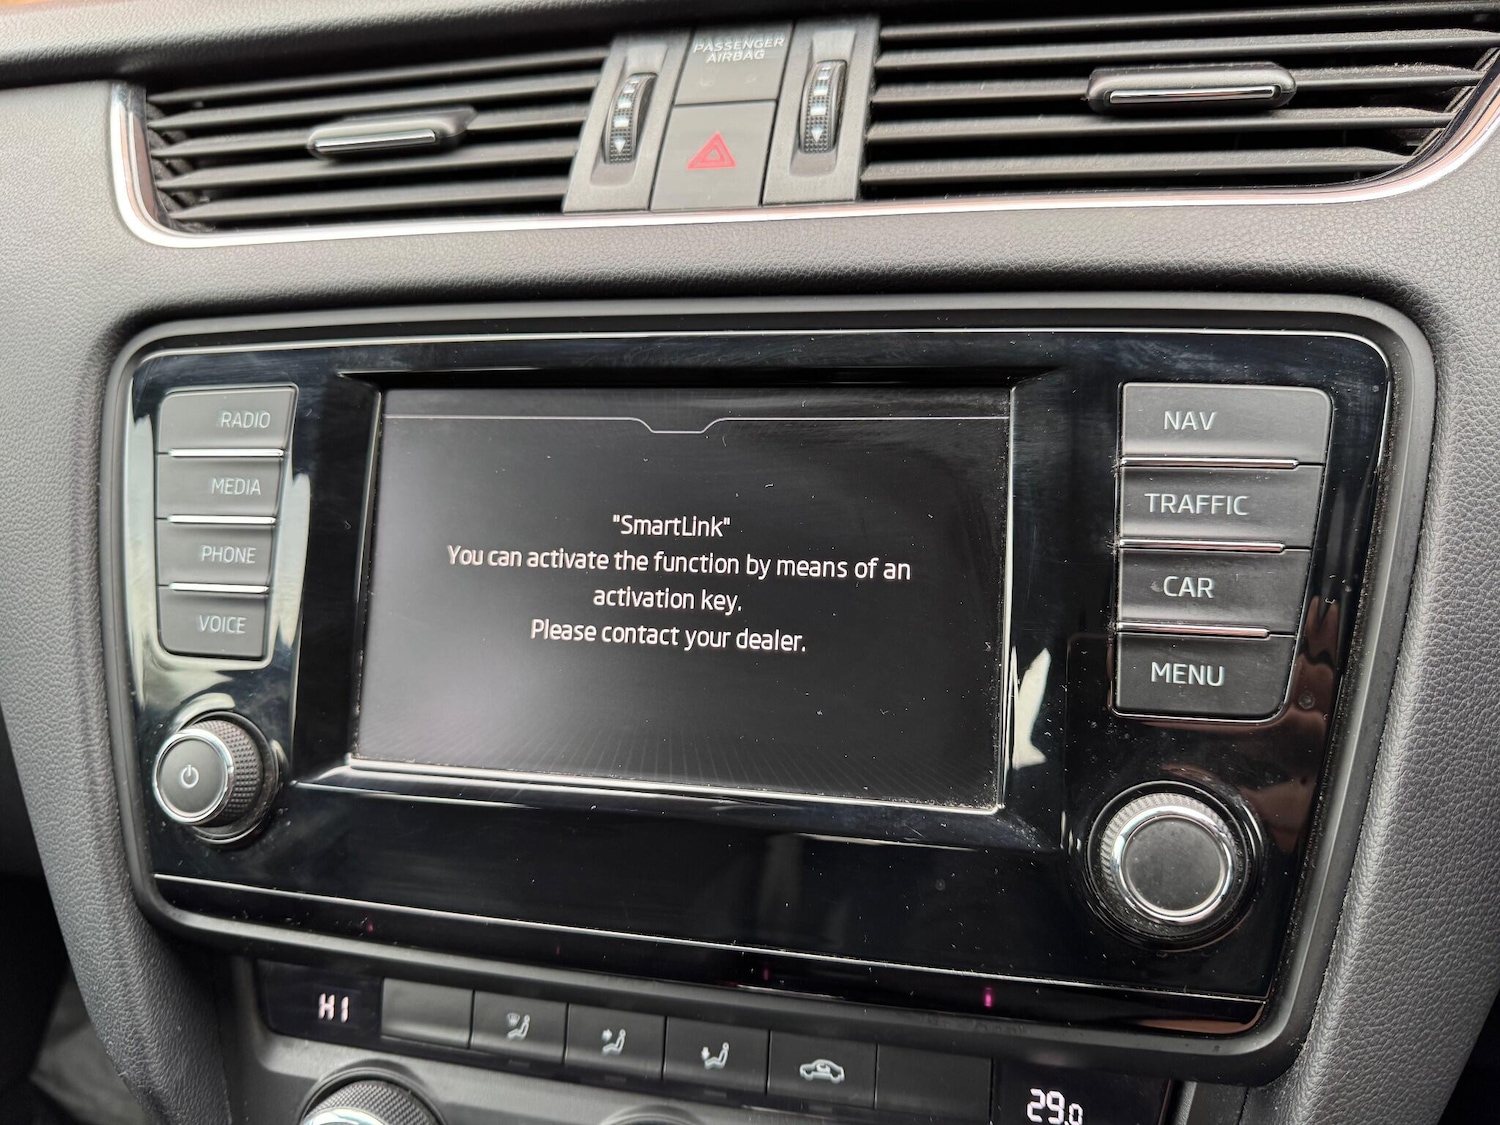 PASSENGER
AIRBAG
RADIO
MEDIA
PHONE
VOICE
"SmartLink"
You can activate the function by means of an
activation key.
Please contact your dealer.
NAV
TRAFFIC
CAR
MENU
HI
29.0